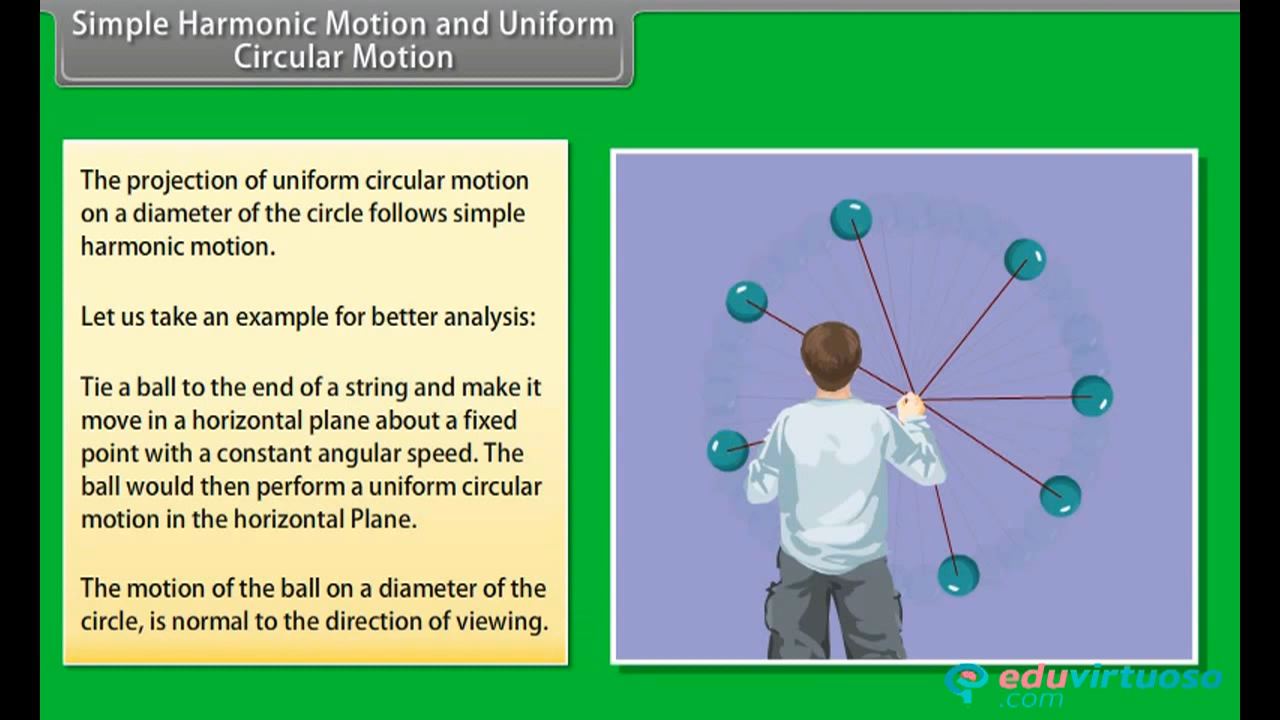 Simple Harmonic Motion and Uniform
Circular Motion
The projection of uniform circular motion
on a diameter of the circle follows simple
harmonic motion.
Let us take an example for better analysis:
Tie a ball to the end of a string and make it
move in a horizontal plane about a fixed
point with a constant angular speed. The
ball would then perform a uniform circular
motion in the horizontal Plane.
The motion of the ball on a diameter of the
circle, is normal to the direction of viewing.
eduvirtuoso
.com